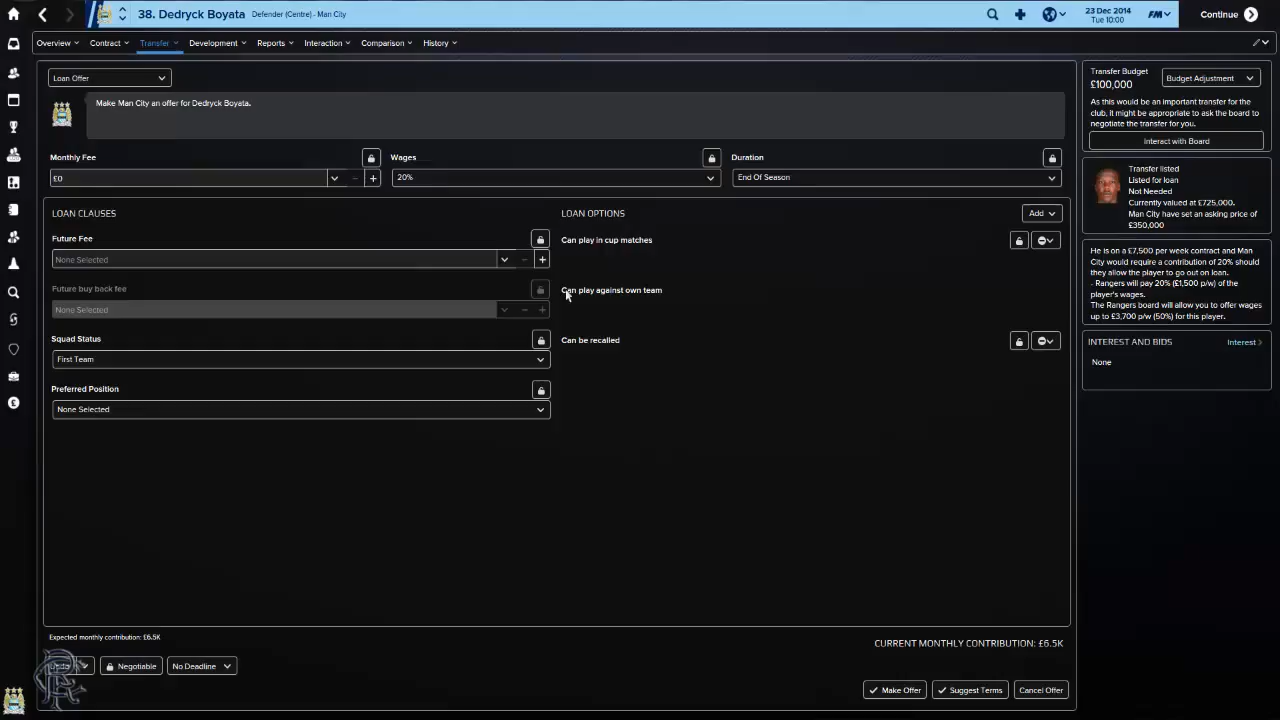 38. Dedryck Boyata
Defender (Centre) - Man City
23 Dec 2014
Tue 10:00
FM
Continue
Overview
Contract
Transfer
Development
Reports
Interaction
Comparison
History
Loan Offer
Make Man City an offer for Dedryck Boyata.
Monthly Fee
Wages
Duration
£0
20%
End Of Season
LOAN CLAUSES
LOAN OPTIONS
Add
Future Fee
Can play in cup matches
None Selected
Future buy back fee
Can play against own team
None Selected
Squad Status
Can be recalled
First Team
Preferred Position
None Selected
Expected monthly contribution: £6.5K
CURRENT MONTHLY CONTRIBUTION: £6.5K
Negotiable
No Deadline
Make Offer
Suggest Terms
Cancel Offer
Transfer Budget
£100,000
Budget Adjustment
As this would be an important transfer for the
club, it might be appropriate to ask the board to
negotiate the transfer for you.
Interact with Board
Transfer listed
Listed for loan
Not Needed
Currently valued at £725,000.
Man City have set an asking price of
£350,000
He is on a £7,500 per week contract and Man
City would require a contribution of 20% should
they allow the player to go out on loan.
- Rangers will pay 20% (£1,500 p/w) of the
player's wages.
The Rangers board will allow you to offer wages
up to £3,700 p/w (50%) for this player.
INTEREST AND BIDS
Interest >
None